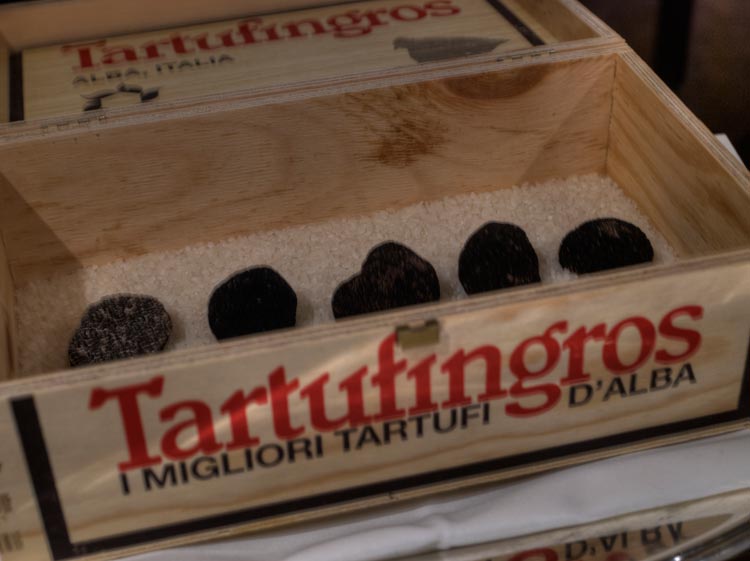 Tartufingros
ALBA, ITALIA
Tartufingros
I MIGLIORI TARTUFI D'ALBA